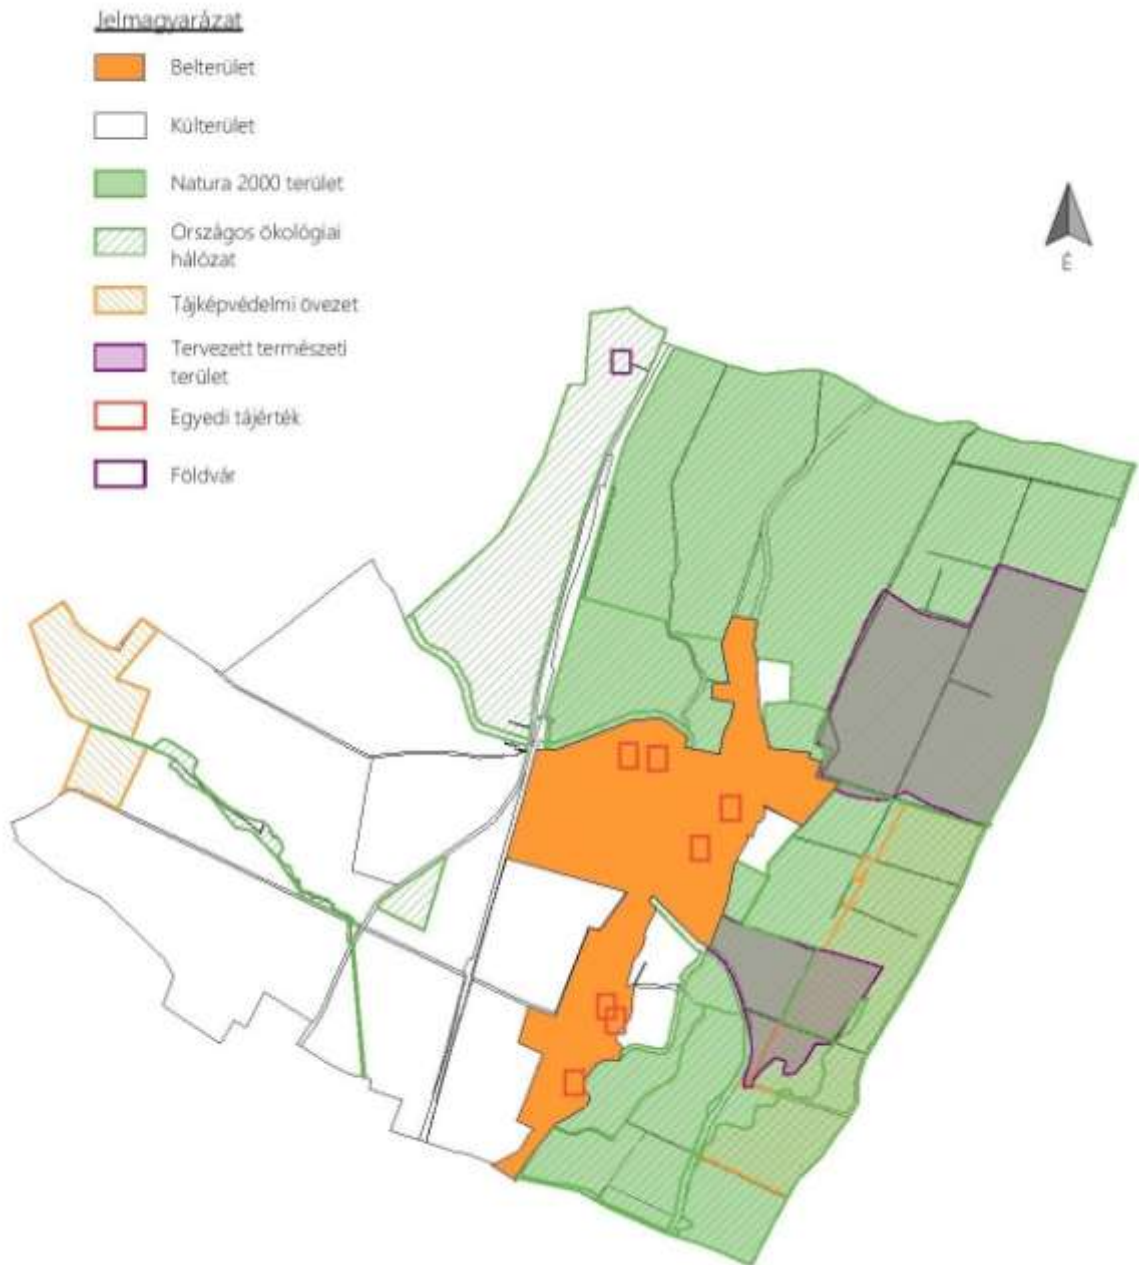 Jelmagyarázat
Belterület
Külterület
Natura 2000 terület
Országos ökológiai
hálózat
Tájképvédelmi övezet
Tervezett természeti
terület
Egyedi tájérték
Földvár
É